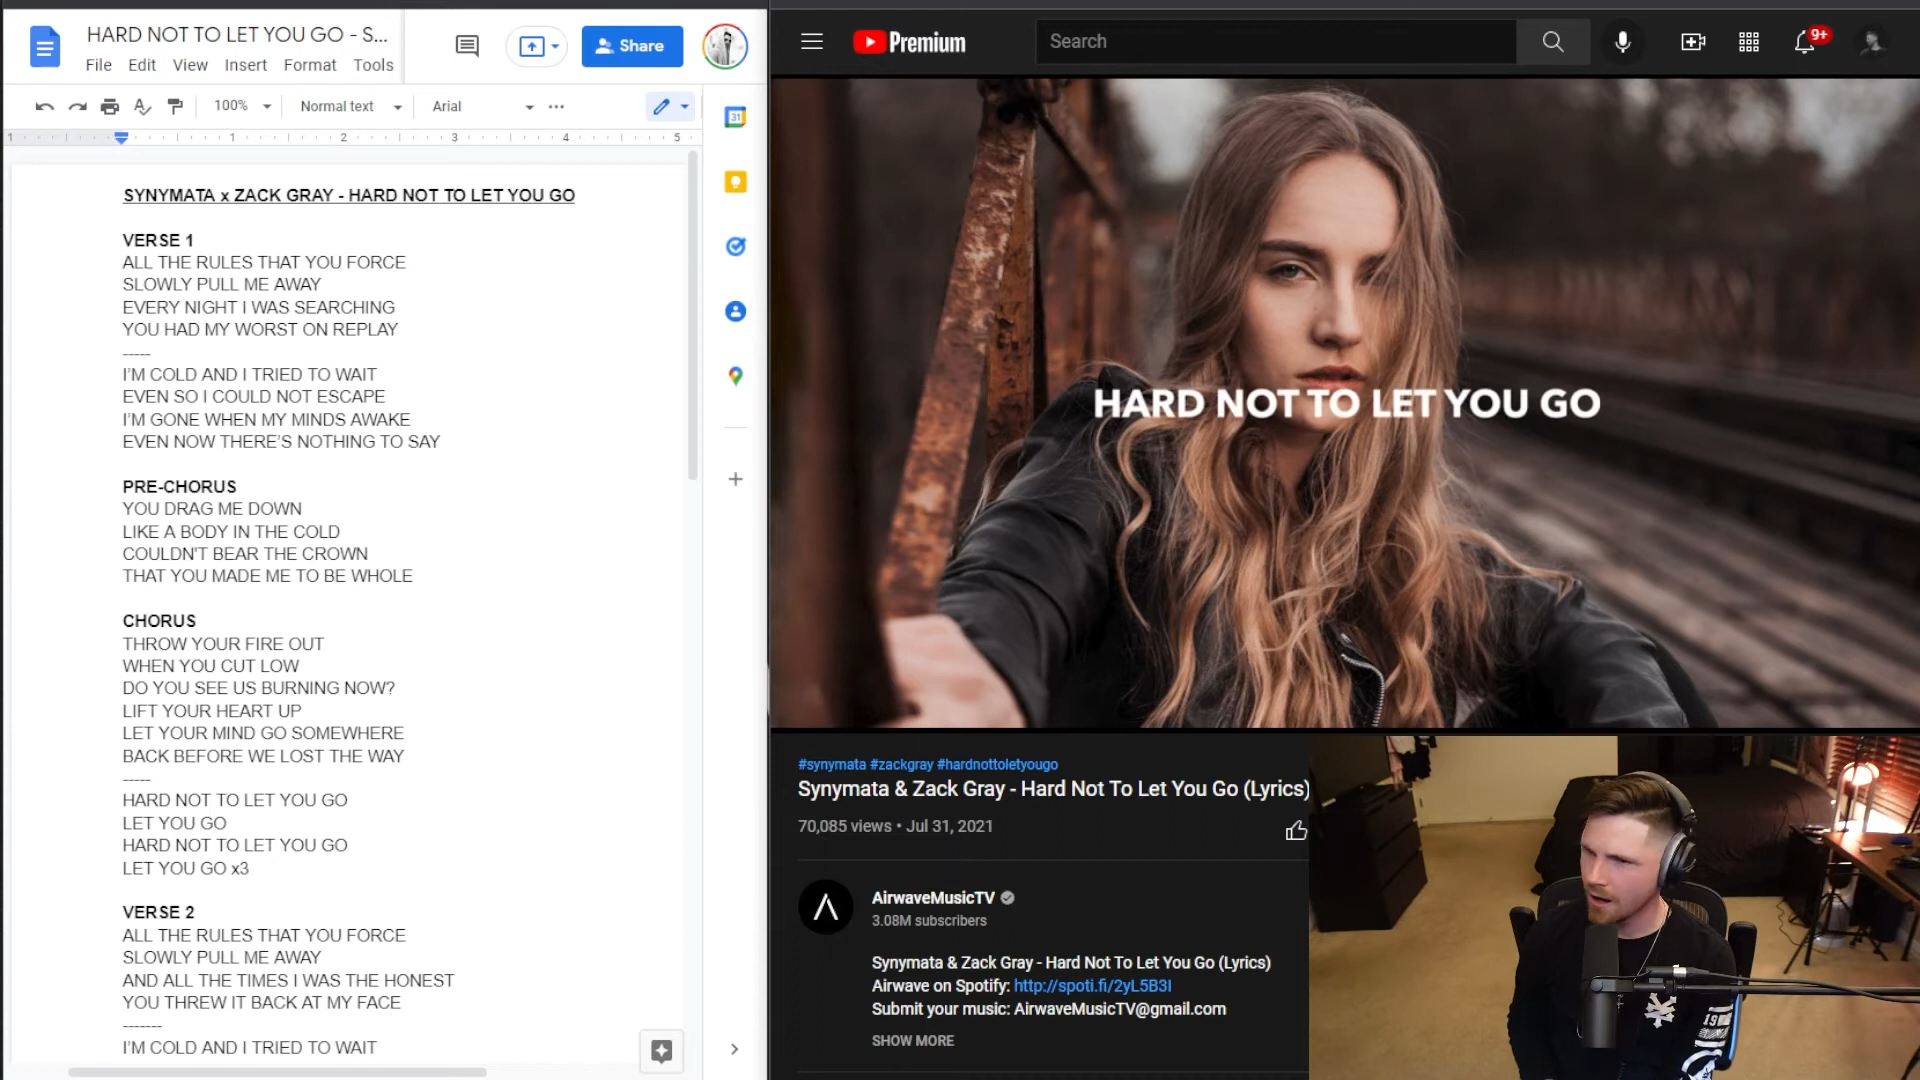 HARD NOT TO LET YOU GO - S...
File Edit View Insert Format Tools
Share
100% Normal text Arial
1 1 2 3 4 5
SYNYMATA x ZACK GRAY - HARD NOT TO LET YOU GO
VERSE 1
ALL THE RULES THAT YOU FORCE
SLOWLY PULL ME AWAY
EVERY NIGHT I WAS SEARCHING
YOU HAD MY WORST ON REPLAY
-----
I'M COLD AND I TRIED TO WAIT
EVEN SO I COULD NOT ESCAPE
I'M GONE WHEN MY MINDS AWAKE
EVEN NOW THERE'S NOTHING TO SAY
PRE-CHORUS
YOU DRAG ME DOWN
LIKE A BODY IN THE COLD
COULDN'T BEAR THE CROWN
THAT YOU MADE ME TO BE WHOLE
CHORUS
THROW YOUR FIRE OUT
WHEN YOU CUT LOW
DO YOU SEE US BURNING NOW?
LIFT YOUR HEART UP
LET YOUR MIND GO SOMEWHERE
BACK BEFORE WE LOST THE WAY
-----
HARD NOT TO LET YOU GO
LET YOU GO
HARD NOT TO LET YOU GO
LET YOU GO x3
VERSE 2
ALL THE RULES THAT YOU FORCE
SLOWLY PULL ME AWAY
AND ALL THE TIMES I WAS THE HONEST
YOU THREW IT BACK AT MY FACE
-------
I'M COLD AND I TRIED TO WAIT
31
Premium
Search
9+
HARD NOT TO LET YOU GO
#synymata #zackgray #hardnottoletyougo
Synymata & Zack Gray - Hard Not To Let You Go (Lyrics)
70,085 views • Jul 31, 2021
AirwaveMusicTV
3.08M subscribers
Synymata & Zack Gray - Hard Not To Let You Go (Lyrics)
Airwave on Spotify: http://spoti.fi/2yL5B3I
Submit your music: AirwaveMusicTV@gmail.com
SHOW MORE
19